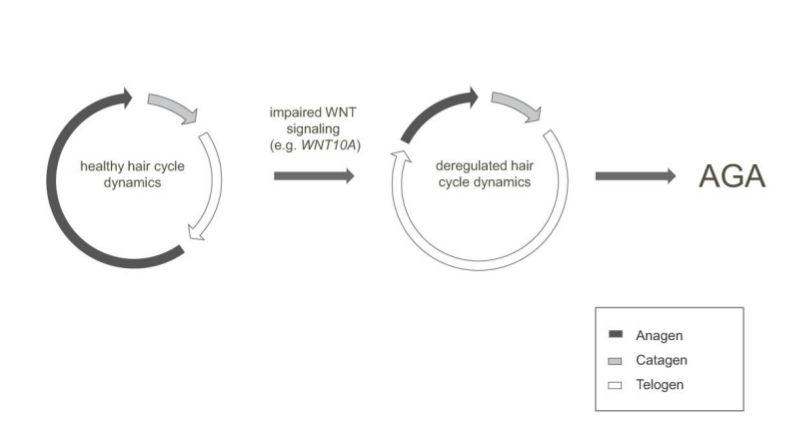 healthy hair cycle
dynamics
impaired WNT
signaling
(e.g. WNT10A)
deregulated hair
cycle dynamics
AGA
Anagen
Catagen
Telogen